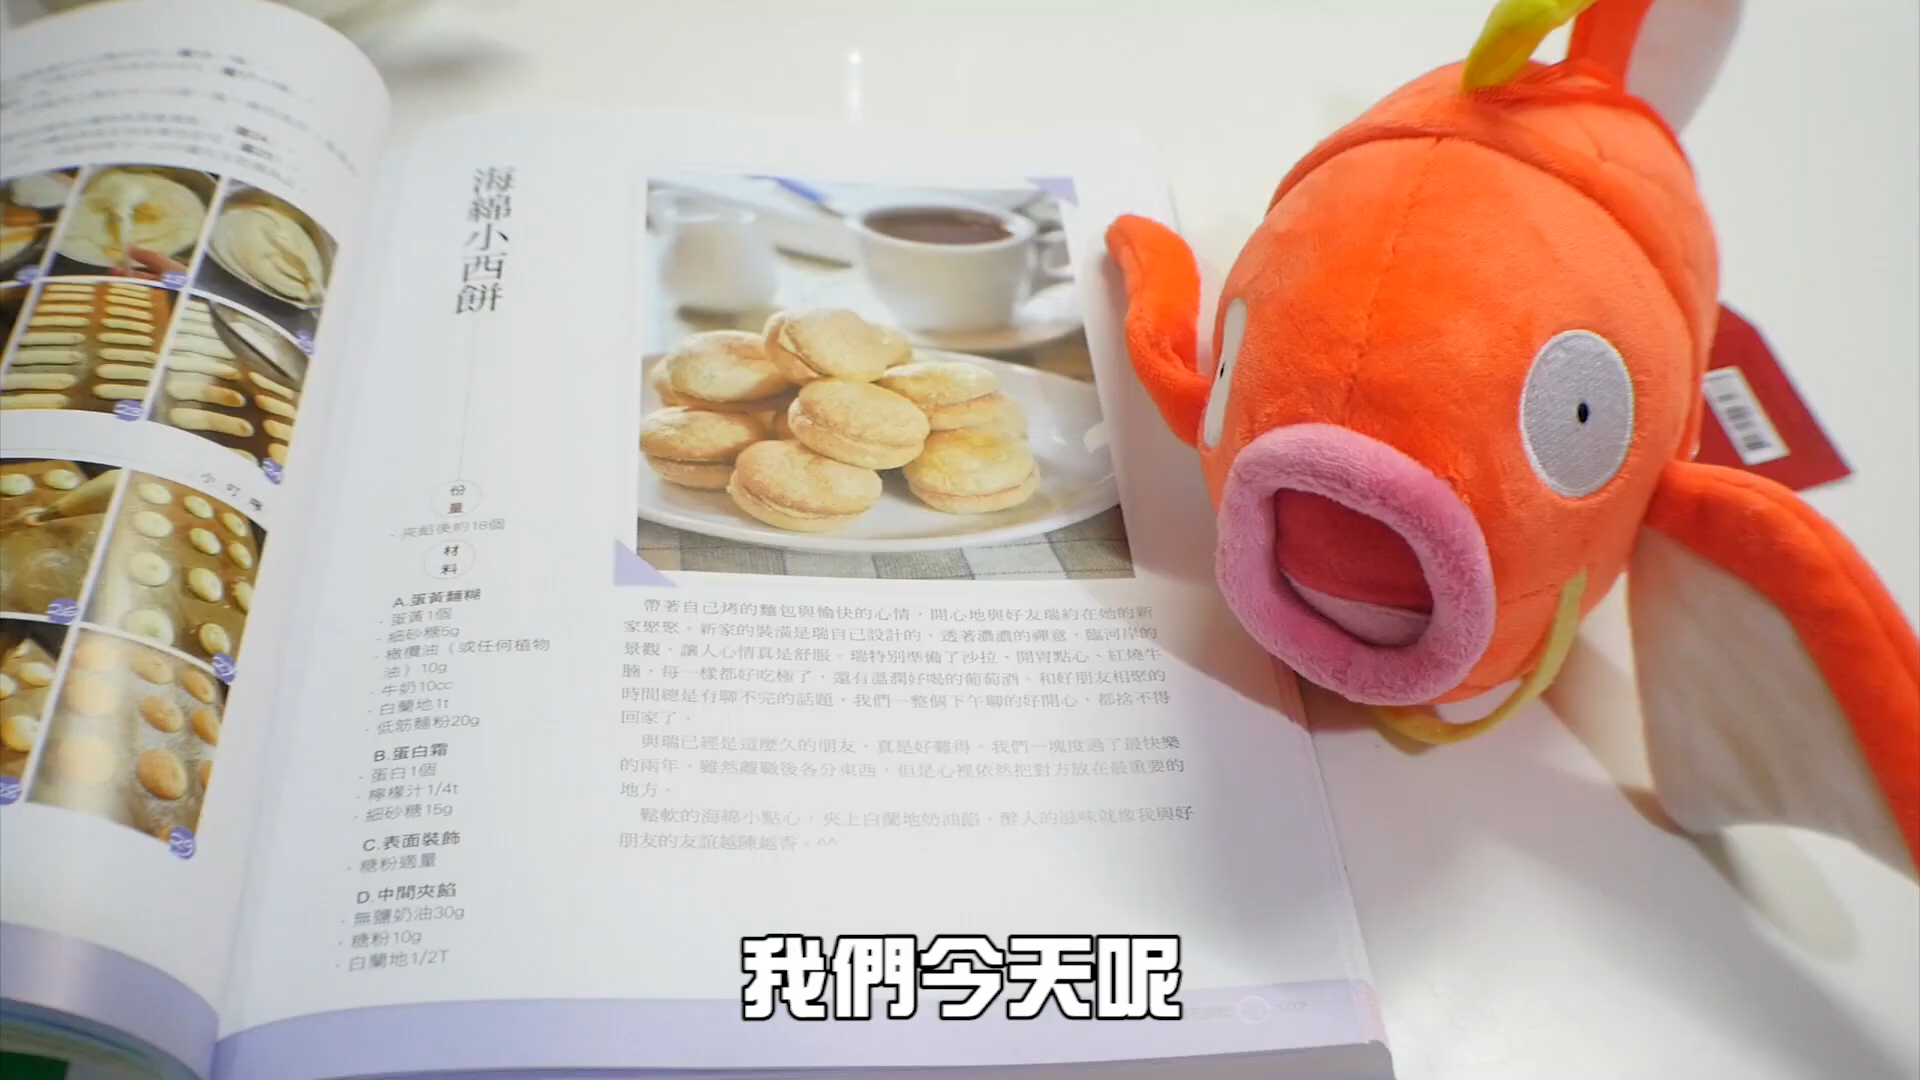 海綿小西餅
份量
- 夾餡後約18個
材料
A.蛋黃麵糊
- 蛋黃1個
- 細砂糖5g
- 橄欖油（或任何植物
油）10g
- 牛奶10cc
- 白蘭地1t
- 低筋麵粉20g
B.蛋白霜
- 蛋白1個
- 檸檬汁1/4t
- 細砂糖15g
C.表面裝飾
- 糖粉適量
D.中間夾餡
- 無鹽奶油30g
- 糖粉10g
- 白蘭地1/2T
帶著自己烤的麵包與愉快的心情，開心地與好友瑞約在她的新
家聚聚。新家的裝潢是瑞自己設計的，透著濃濃的禪意，臨河岸的
景觀，讓人心情真是舒服。瑞特別準備了沙拉、開胃點心、紅燒牛
腩，每一樣都好吃極了，還有溫潤好喝的葡萄酒。和好朋友相聚的
時間總是有聊不完的話題，我們一整個下午聊的好開心，都捨不得
回家了。
與瑞已經是這麼久的朋友，真是好難得。我們一塊度過了最快樂
的兩年，雖然離職後各分東西，但是心裡依然把對方放在最重要的
地方。
鬆軟的海綿小點心，夾上白蘭地奶油餡，醉人的滋味就像我與好
朋友的友誼越陳越香。^^
我們今天呢